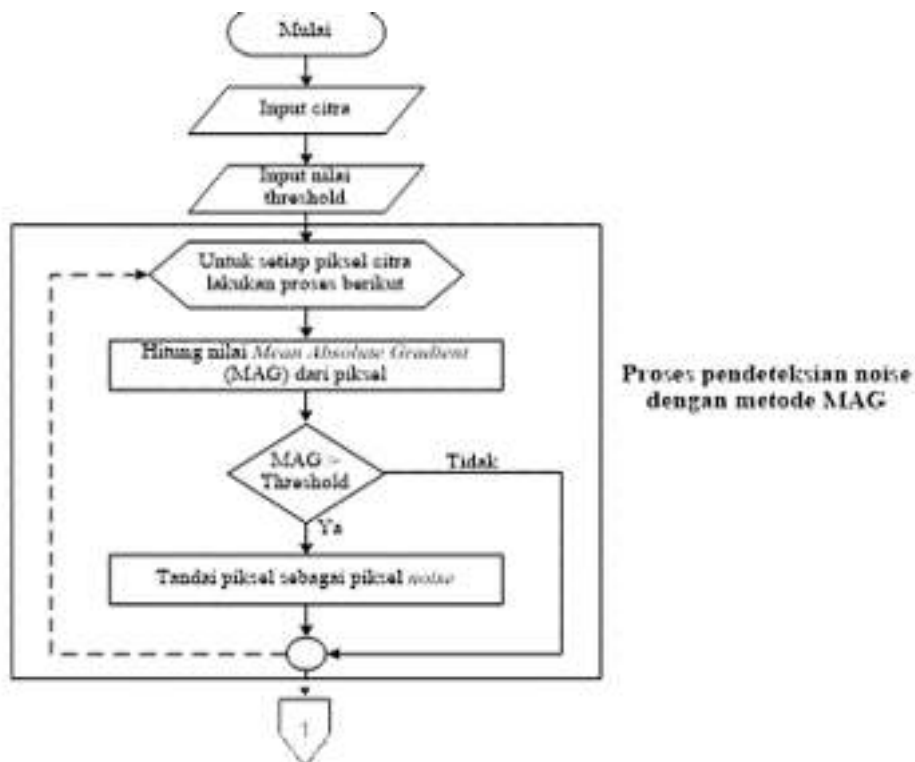 Mulai
Input citra
Input nilai
threshold
Untuk setiap piksel citra
lakukan proses berikut
Hitung nilai Mean Absolute Gradient
(MAG) dari piksel
Proses pendeteksian noise
dengan metode MAG
MAG >
Threshold
Tidak
Ya
Tandai piksel sebagai piksel noise
1